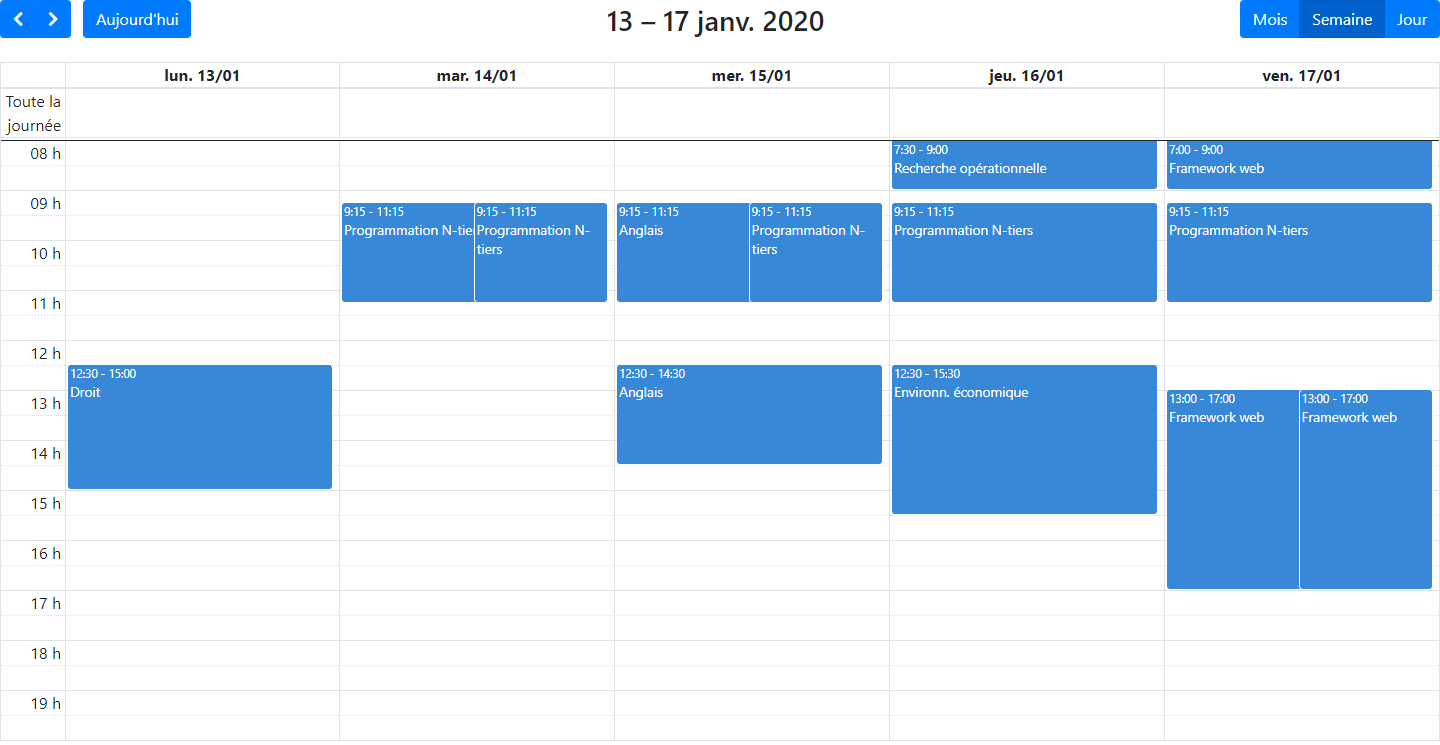 Aujourd'hui
13 – 17 janv. 2020
Mois Semaine Jour
lun. 13/01 mar. 14/01 mer. 15/01 jeu. 16/01 ven. 17/01
Toute la
journée
08 h
09 h
10 h
11 h
12 h
13 h
14 h
15 h
16 h
17 h
18 h
19 h
12:30 - 15:00
Droit
9:15 - 11:15
Programmation N-tie
9:15 - 11:15
Programmation N-
tiers
9:15 - 11:15
Anglais
9:15 - 11:15
Programmation N-
tiers
12:30 - 14:30
Anglais
7:30 - 9:00
Recherche opérationnelle
9:15 - 11:15
Programmation N-tiers
12:30 - 15:30
Environn. économique
7:00 - 9:00
Framework web
9:15 - 11:15
Programmation N-tiers
13:00 - 17:00
Framework web
13:00 - 17:00
Framework web